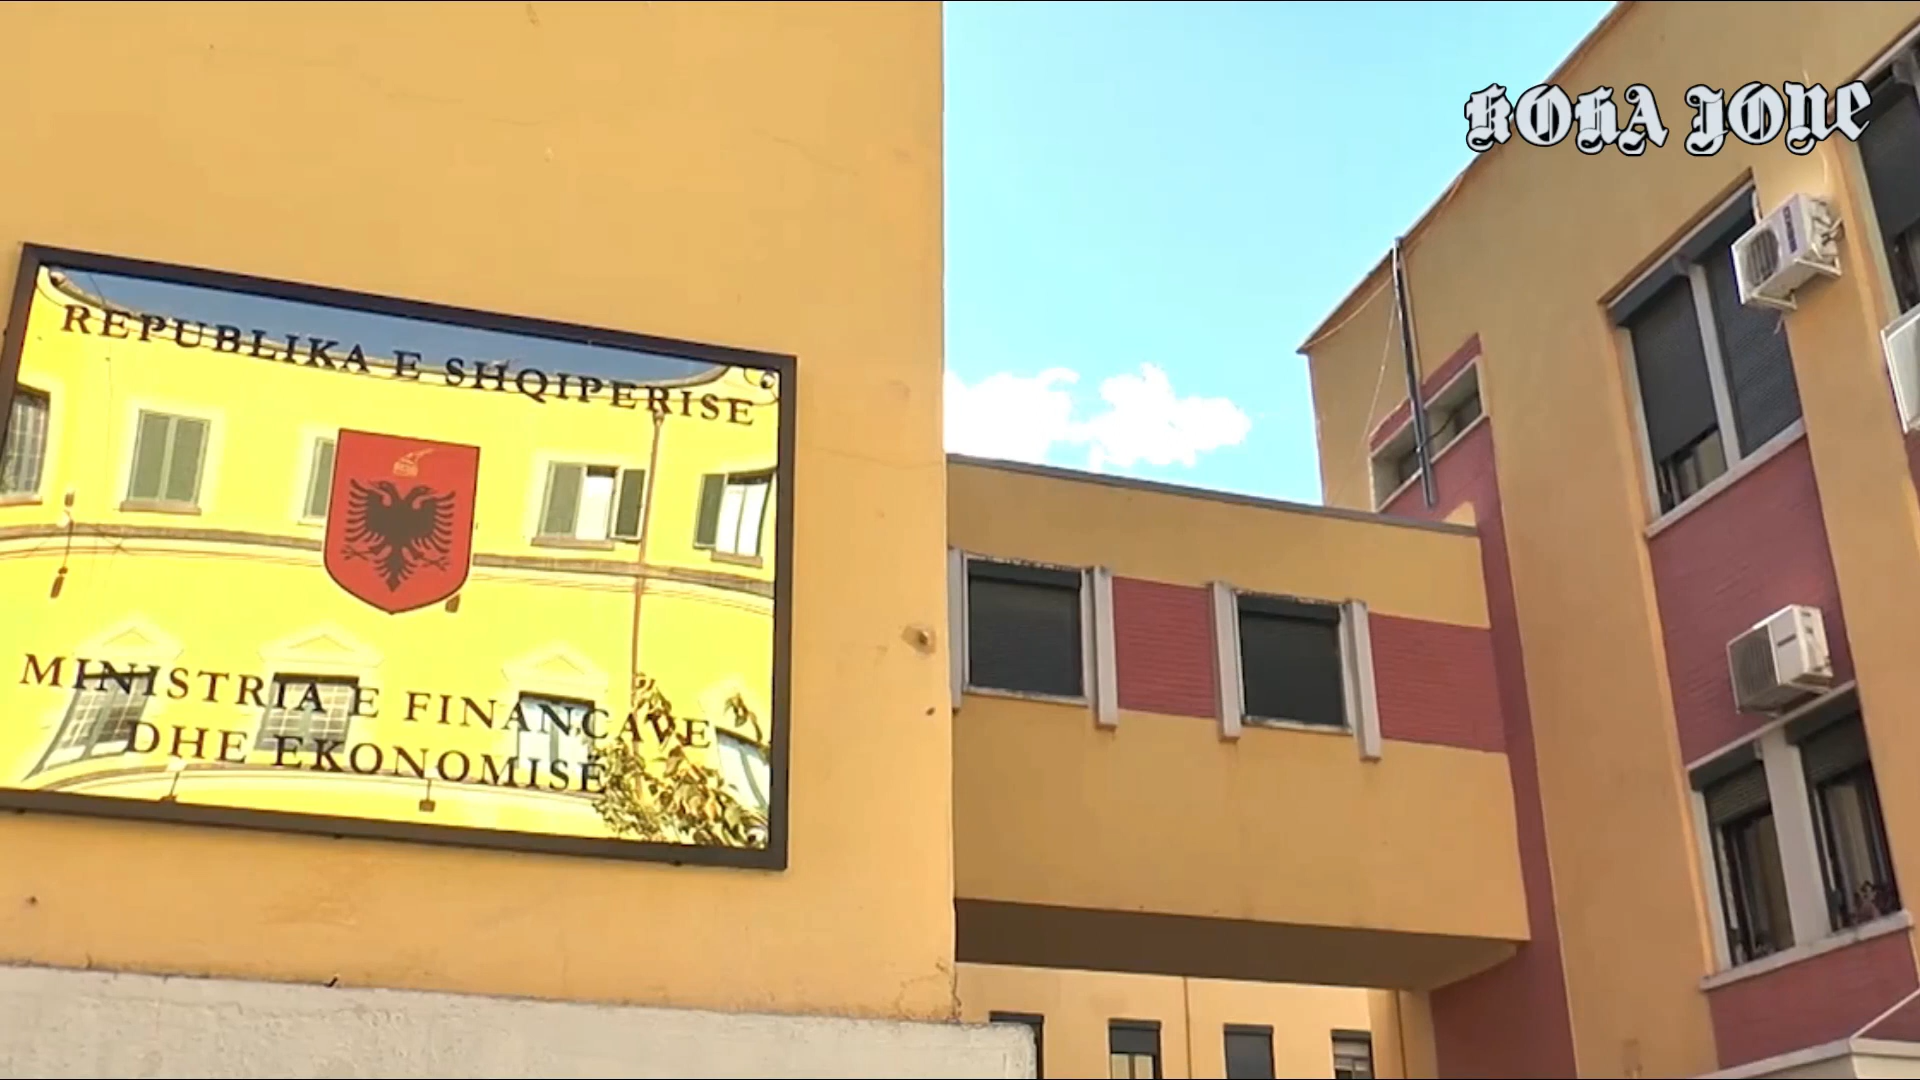 KOHA JONE
REPUBLIKA E SHQIPERISE
MINISTRIA E FINANCAVE
DHE EKONOMISË